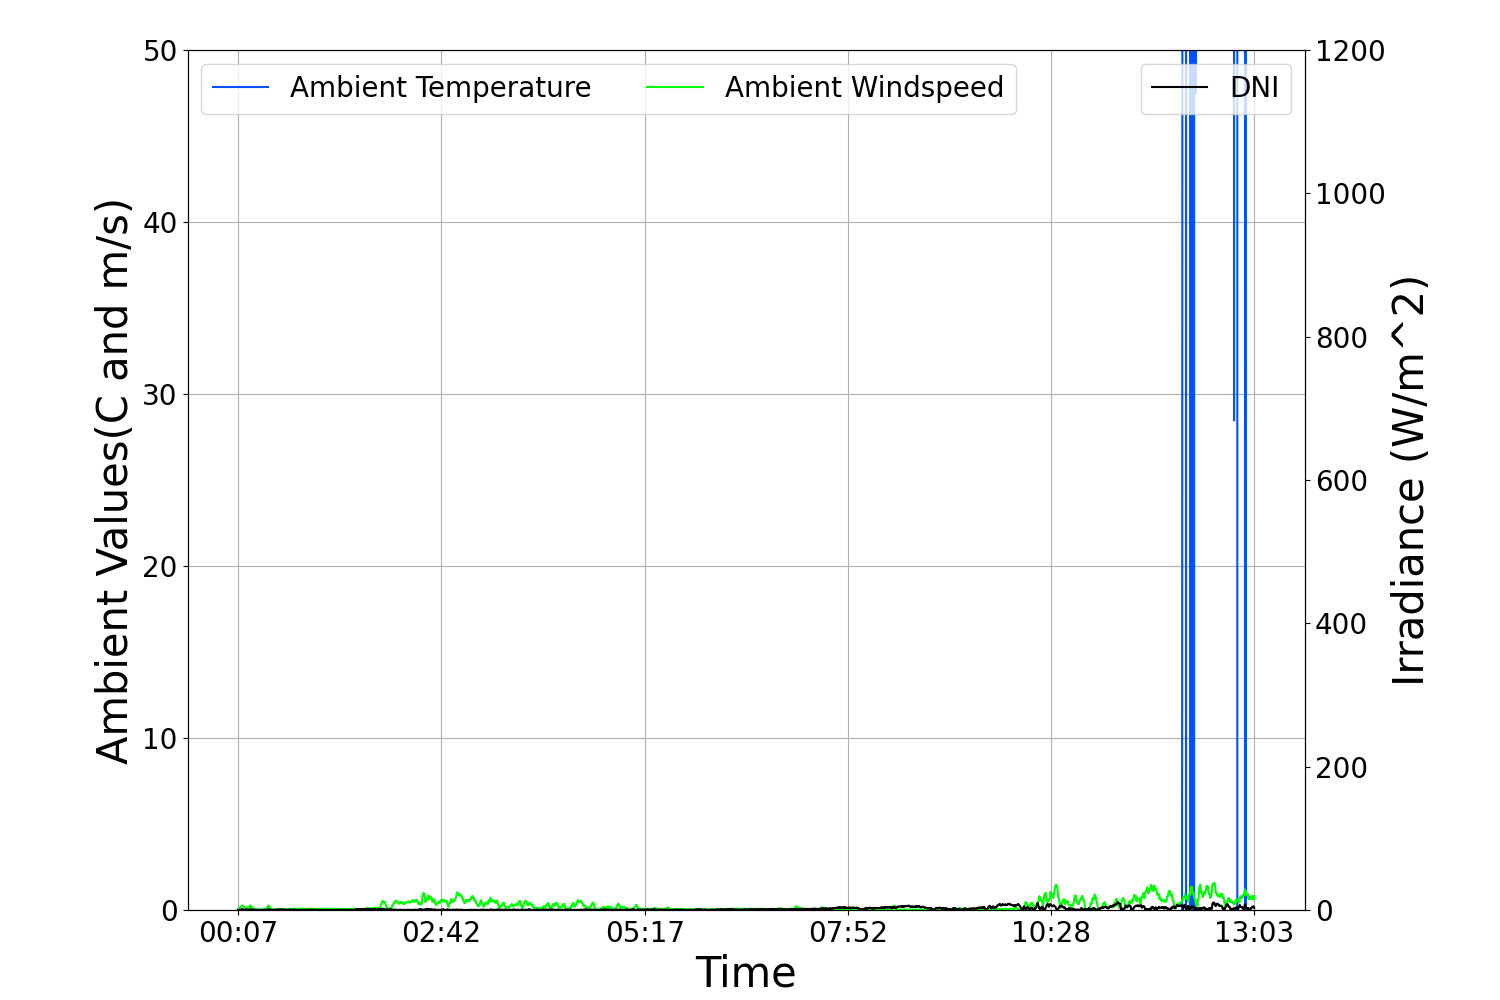 Ambient Temperature
Ambient Windspeed
DNI
Ambient Values(C and m/s)
50
40
30
20
10
0
1200
1000
800
600
400
200
0
Irradiance (W/m^2)
00:07 02:42 05:17 07:52 10:28 13:03
Time